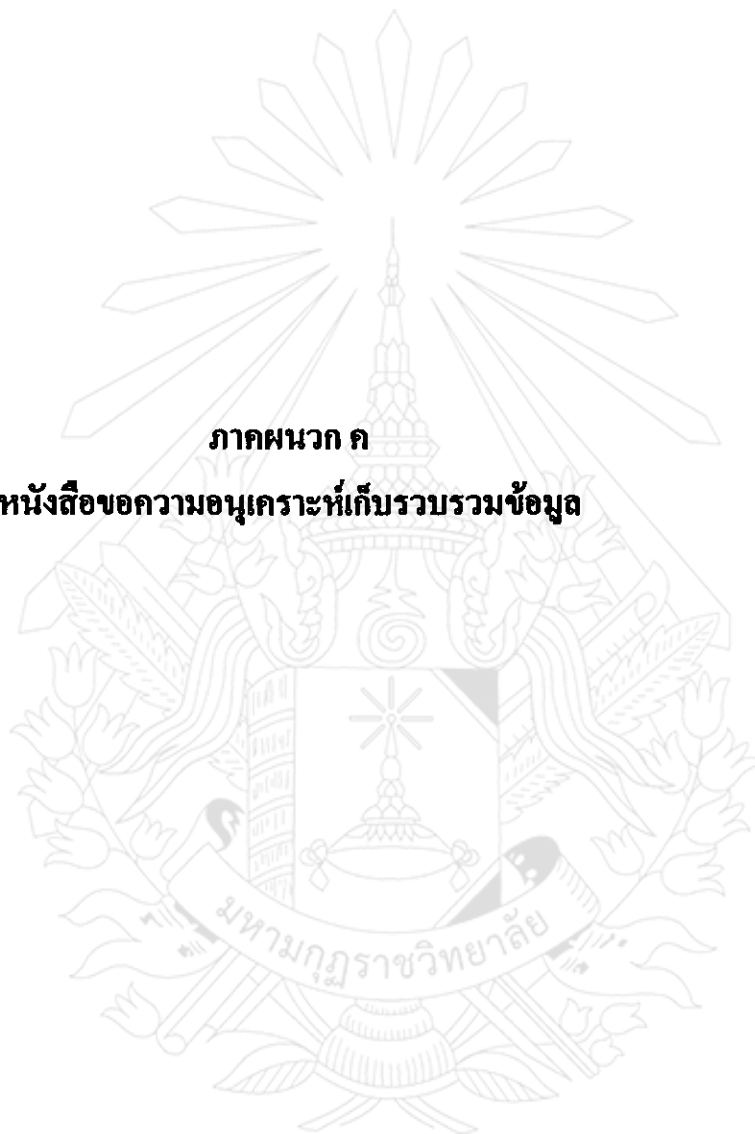 ภาคผนวก ค
หนังสือขอความอนุเคราะห์เก็บรวบรวมข้อมูล
มหามกุฏราชวิทยาลัย